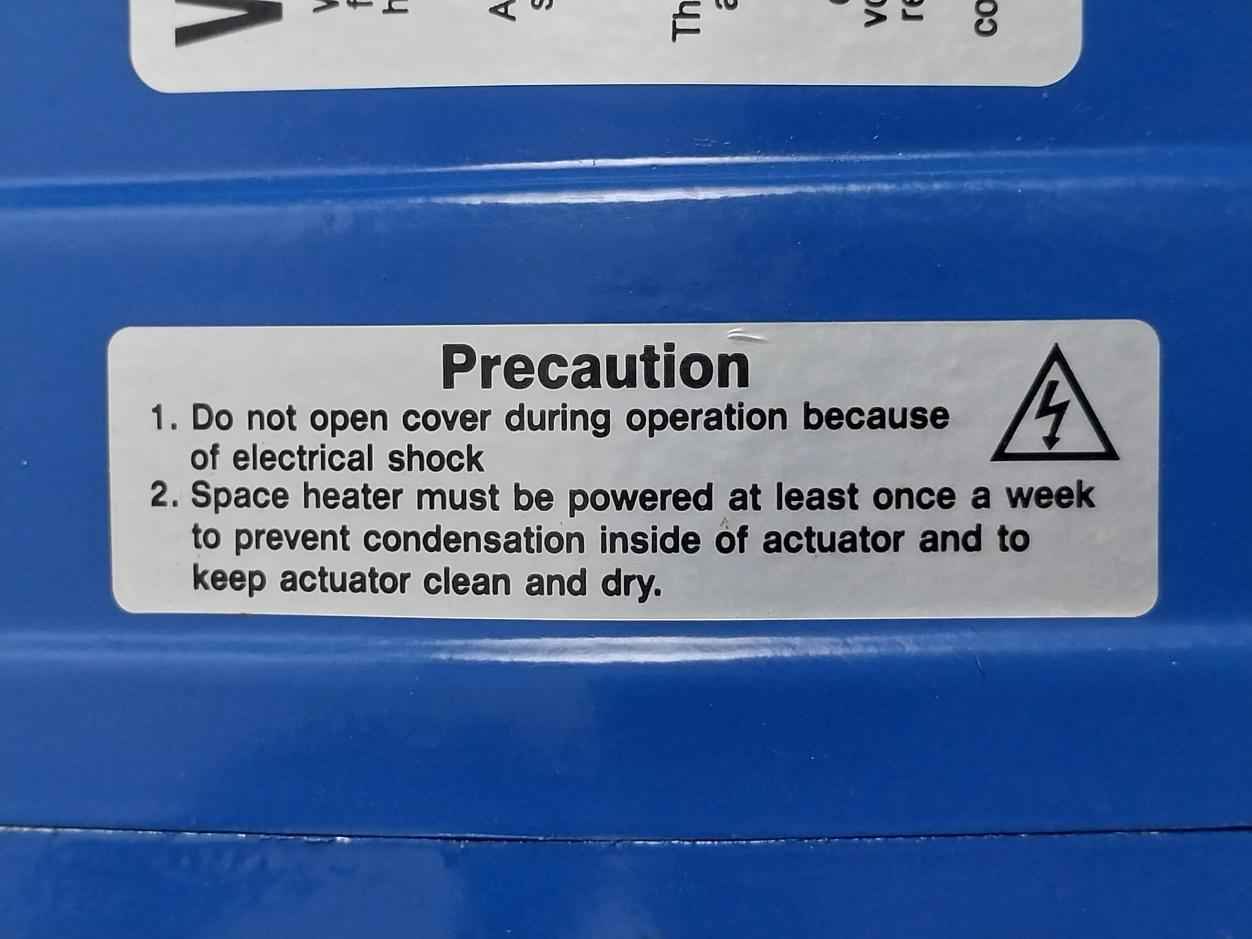 Precaution
1. Do not open cover during operation because
of electrical shock
2. Space heater must be powered at least once a week
to prevent condensation inside of actuator and to
keep actuator clean and dry.